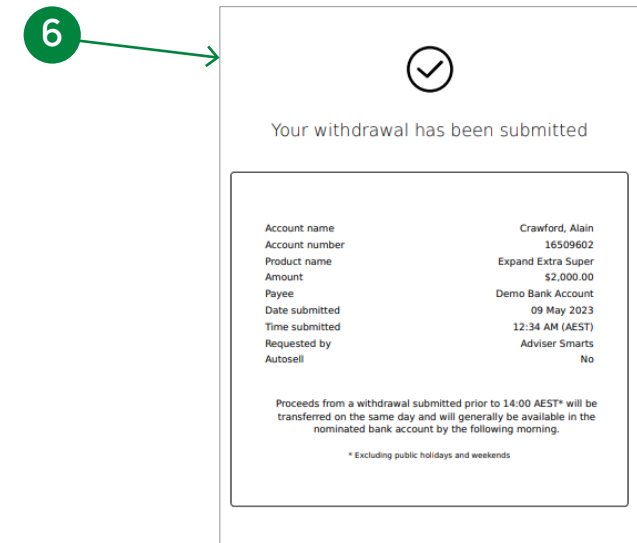 6
Your withdrawal has been submitted
Account name Crawford, Alain
Account number 16509602
Product name Expand Extra Super
Amount $2,000.00
Payee Demo Bank Account
Date submitted 09 May 2023
Time submitted 12:34 AM (AEST)
Requested by Adviser Smarts
Autosell No
Proceeds from a withdrawal submitted prior to 14:00 AEST* will be
transferred on the same day and will generally be available in the
nominated bank account by the following morning.
* Excluding public holidays and weekends